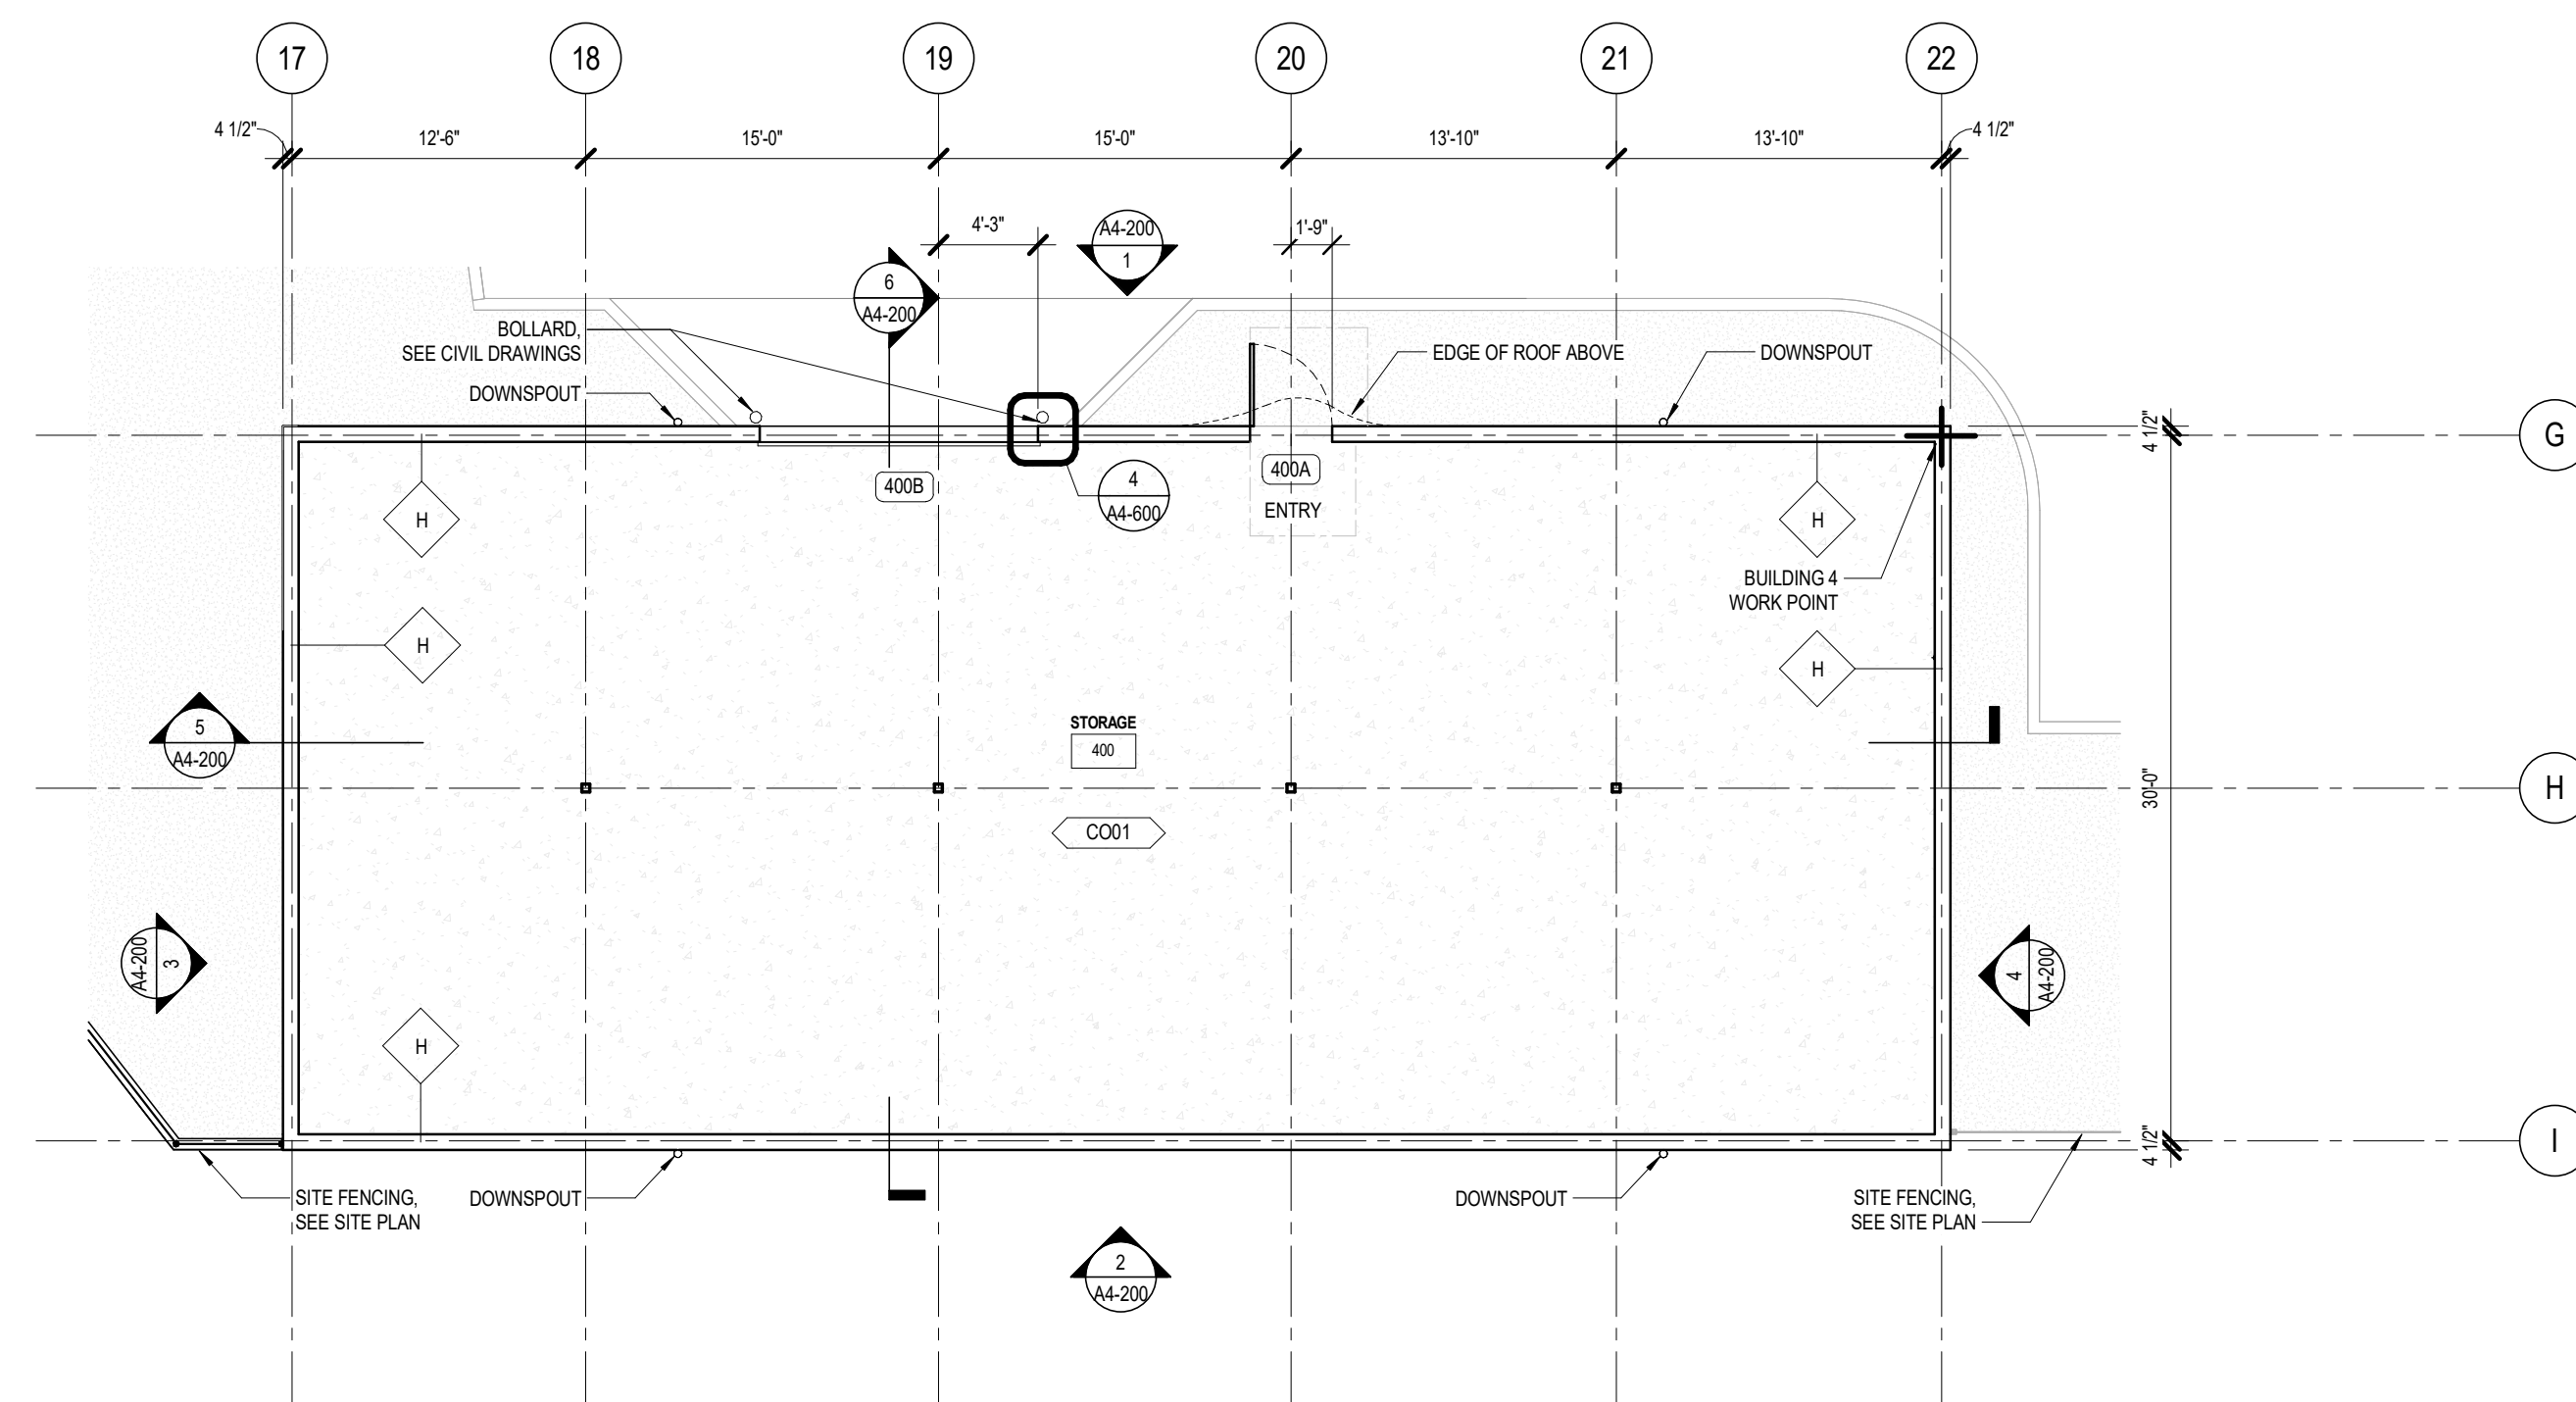 17
18
19
20
21
22
4 1/2"
12'-6"
15'-0"
15'-0"
13'-10"
13'-10"
4 1/2"
4'-3"
A4-200
1
1'-9"
6
A4-200
BOLLARD,
SEE CIVIL DRAWINGS
DOWNSPOUT
EDGE OF ROOF ABOVE
DOWNSPOUT
4 1/2"
G
400B
4
A4-600
400A
ENTRY
H
H
BUILDING 4
WORK POINT
H
H
5
A4-200
STORAGE
400
30'-0"
H
CO01
A4-200
3
4
A4-200
H
4 1/2"
I
SITE FENCING,
SEE SITE PLAN
DOWNSPOUT
DOWNSPOUT
SITE FENCING,
SEE SITE PLAN
2
A4-200